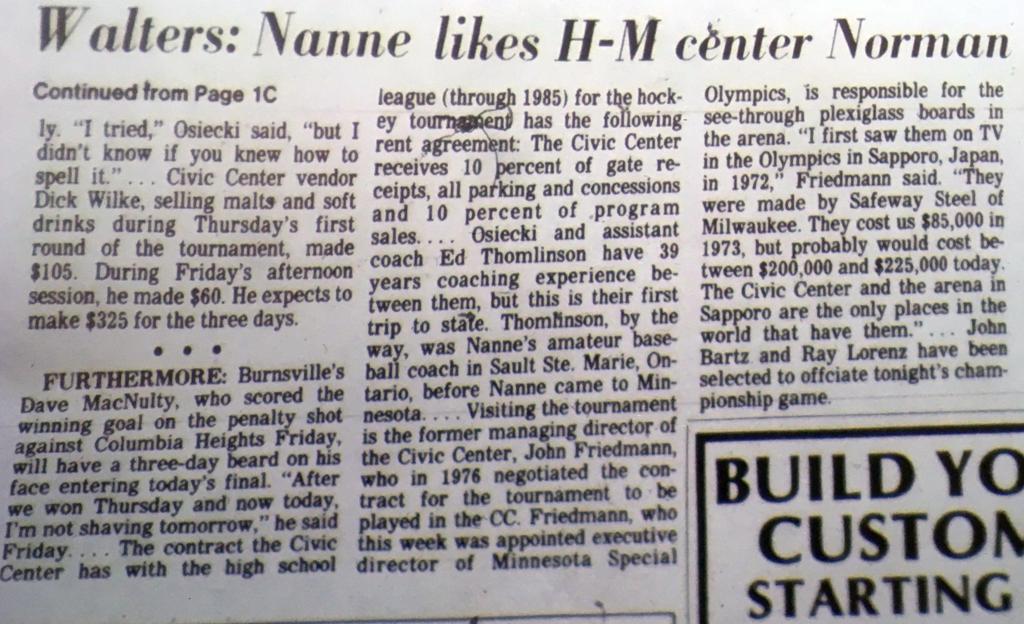 Walters: Nanne likes H-M center Norman
Continued from Page 1C
ly. "I tried," Osiecki said, "but I
didn't know if you knew how to
spell it." . . . Civic Center vendor
Dick Wilke, selling malts and soft
drinks during Thursday's first
round of the tournament, made
$105. During Friday's afternoon
session, he made $60. He expects to
make $325 for the three days.
• • •
FURTHERMORE: Burnsville's
Dave MacNulty, who scored the
winning goal on the penalty shot
against Columbia Heights Friday,
will have a three-day beard on his
face entering today's final. "After
we won Thursday and now today,
I'm not shaving tomorrow," he said
Friday. . . . The contract the Civic
Center has with the high school
league (through 1985) for the hock-
ey tournament has the following
rent agreement: The Civic Center
receives 10 percent of gate re-
ceipts, all parking and concessions
and 10 percent of program
sales. . . . Osiecki and assistant
coach Ed Thomlinson have 39
years coaching experience be-
tween them, but this is their first
trip to state. Thomlinson, by the
way, was Nanne's amateur base-
ball coach in Sault Ste. Marie, On-
tario, before Nanne came to Min-
nesota. . . . Visiting the tournament
is the former managing director of
the Civic Center, John Friedmann,
who in 1976 negotiated the con-
tract for the tournament to be
played in the CC. Friedmann, who
this week was appointed executive
director of Minnesota Special
Olympics, is responsible for the
see-through plexiglass boards in
the arena. "I first saw them on TV
in the Olympics in Sapporo, Japan,
in 1972," Friedmann said. "They
were made by Safeway Steel of
Milwaukee. They cost us $85,000 in
1973, but probably would cost be-
tween $200,000 and $225,000 today.
The Civic Center and the arena in
Sapporo are the only places in the
world that have them." . . . John
Bartz and Ray Lorenz have been
selected to offciate tonight's cham-
pionship game.
BUILD YO
CUSTOM
STARTING